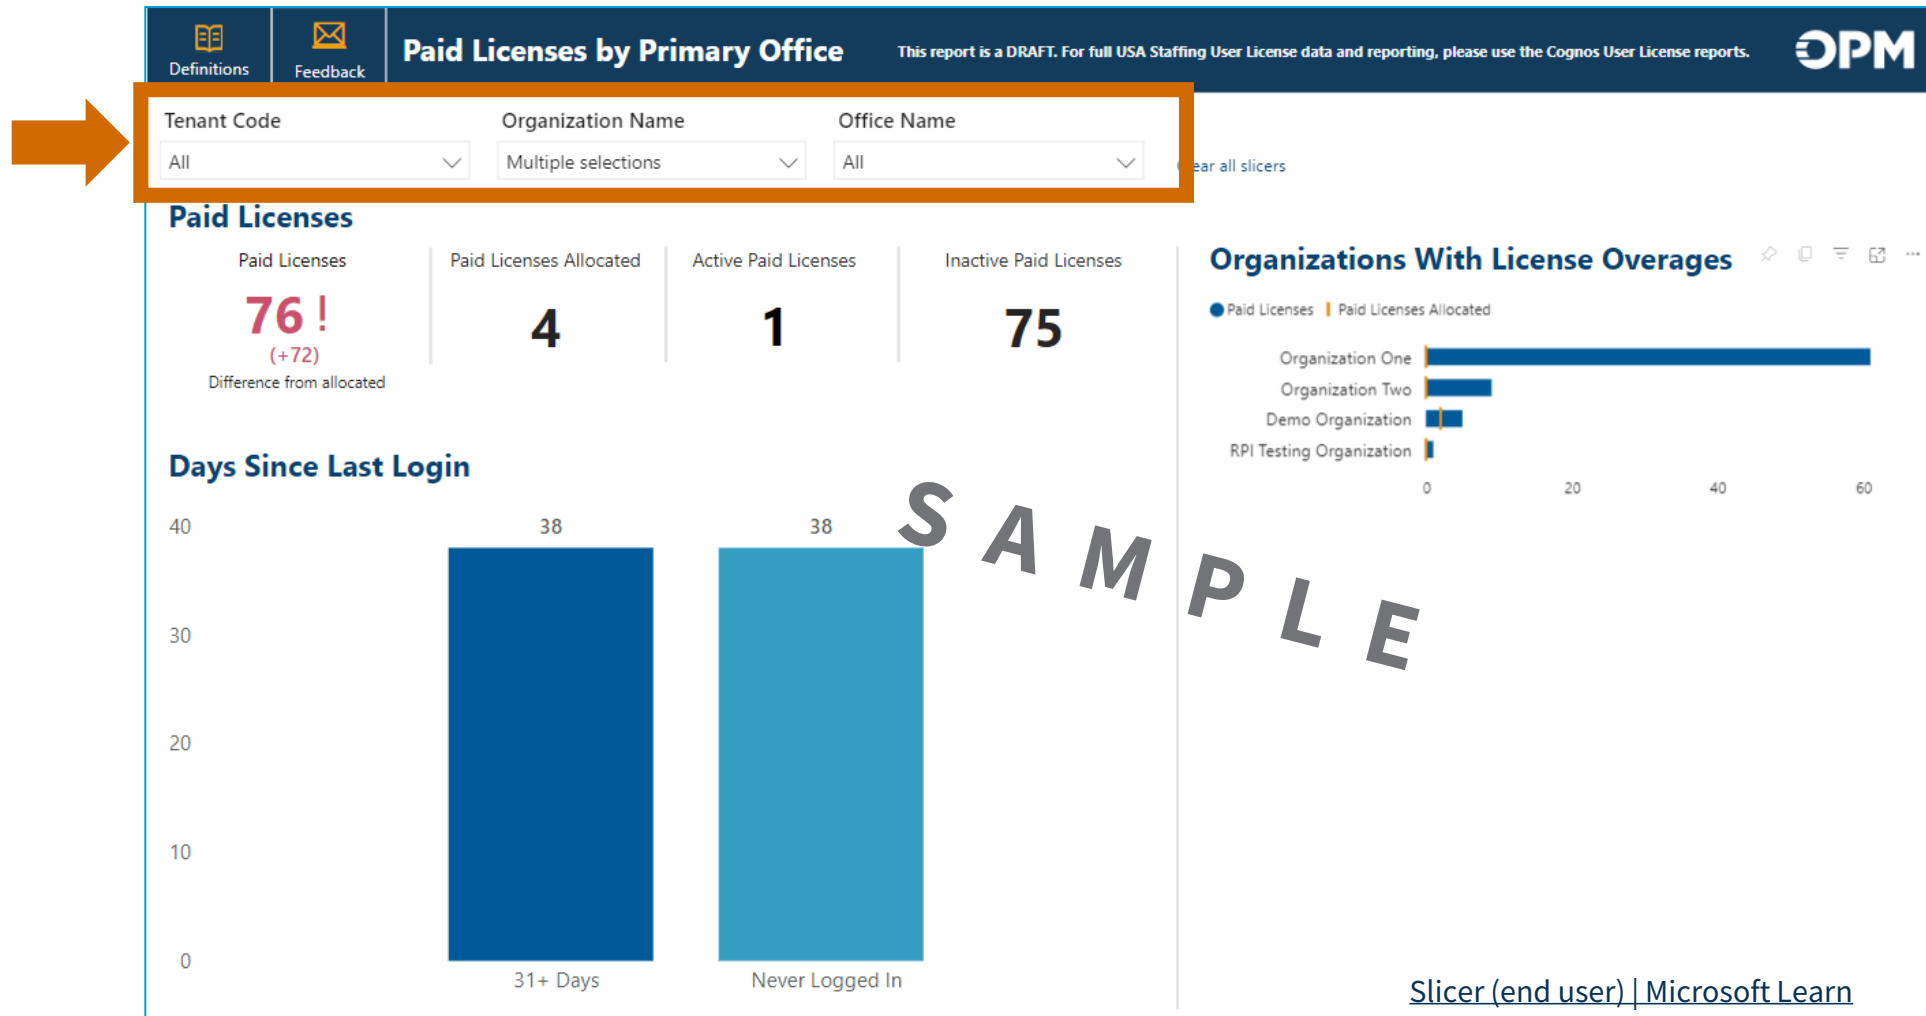 Definitions
Feedback
Paid Licenses by Primary Office
This report is a DRAFT. For full USA Staffing User License data and reporting, please use the Cognos User License reports.
OPM
Tenant Code
Organization Name
Office Name
All
Multiple selections
All
ear all slicers
Paid Licenses
Paid Licenses
Paid Licenses Allocated
Active Paid Licenses
Inactive Paid Licenses
76 !
4
1
75
(+72)
Difference from allocated
Organizations With License Overages
Paid Licenses
Paid Licenses Allocated
Organization One
Organization Two
Demo Organization
RPI Testing Organization
0 20 40 60
Days Since Last Login
40
30
20
10
0
38
38
31+ Days
Never Logged In
SAMPLE
Slicer (end user) | Microsoft Learn